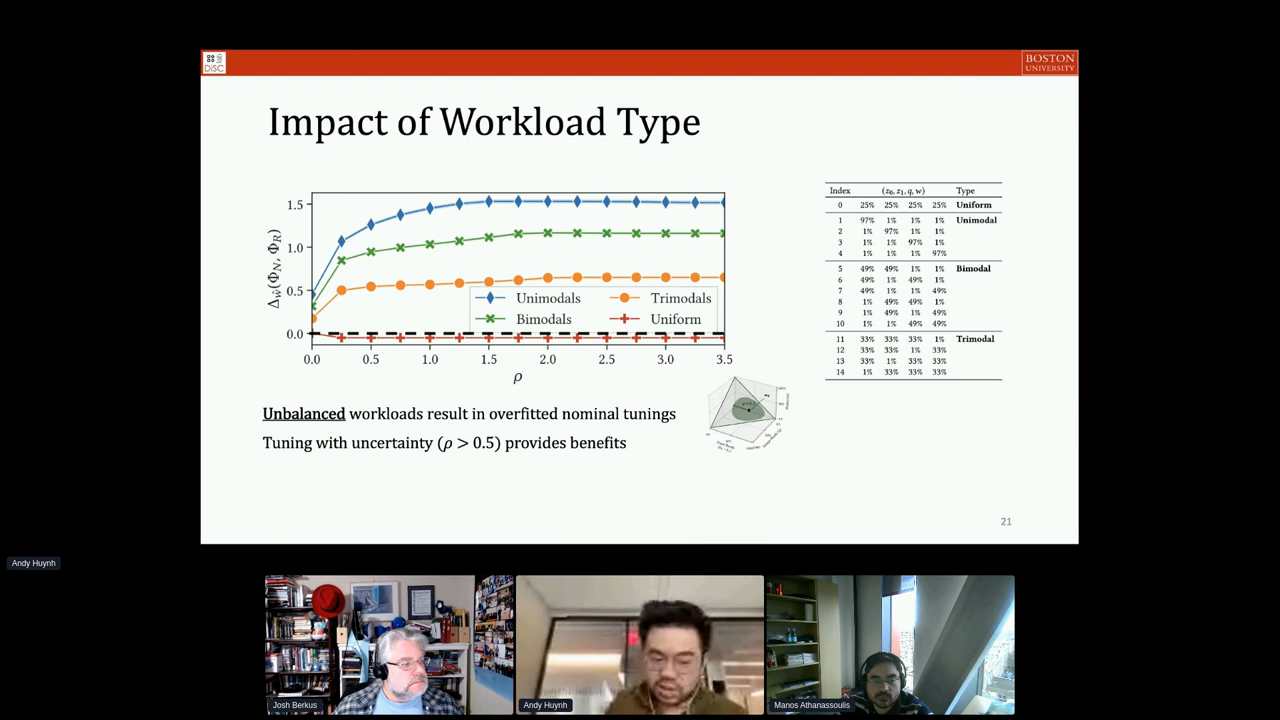 DiSC
BOSTON
UNIVERSITY
Impact of Workload Type
1.5
1.0
0.5
0.0
Δŵ(Φ_N, Φ_R)
Unimodals
Trimodals
Bimodals
Uniform
0.0 0.5 1.0 1.5 2.0 2.5 3.0 3.5
ρ
Index (z₀, z₁, q, w) Type
0 25% 25% 25% 25% Uniform
1 97% 1% 1% 1% Unimodal
2 1% 97% 1% 1%
3 1% 1% 97% 1%
4 1% 1% 1% 97%
5 49% 49% 1% 1% Bimodal
6 49% 1% 49% 1%
7 49% 1% 1% 49%
8 1% 49% 49% 1%
9 1% 49% 1% 49%
10 1% 1% 49% 49%
11 33% 33% 33% 1% Trimodal
12 33% 33% 1% 33%
13 33% 1% 33% 33%
14 1% 33% 33% 33%
Unbalanced workloads result in overfitted nominal tunings
Tuning with uncertainty (ρ > 0.5) provides benefits
21
Andy Huynh
Josh Berkus
Andy Huynh
Manos Athanassoulis